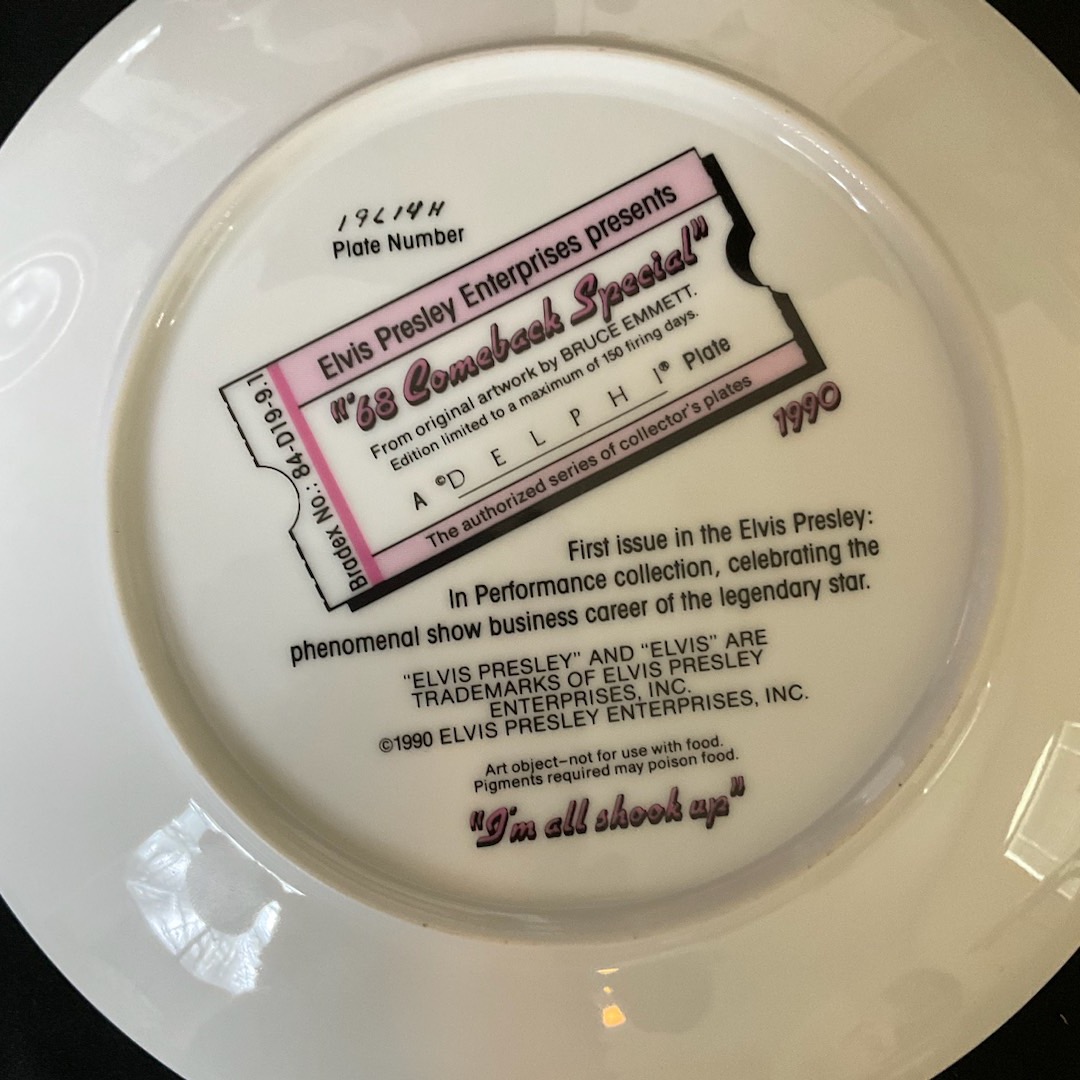 19L14H
Plate Number
Elvis Presley Enterprises presents
"'68 Comeback Special"
From original artwork by BRUCE EMMETT.
Edition limited to a maximum of 150 firing days.
A ©DELPHI® Plate
The authorized series of collector's plates
Bradex No.: 84-D19-9.1
1990
First issue in the Elvis Presley:
In Performance collection, celebrating the
phenomenal show business career of the legendary star.
"ELVIS PRESLEY" AND "ELVIS" ARE
TRADEMARKS OF ELVIS PRESLEY
ENTERPRISES, INC.
©1990 ELVIS PRESLEY ENTERPRISES, INC.
Art object–not for use with food.
Pigments required may poison food.
"I'm all shook up"